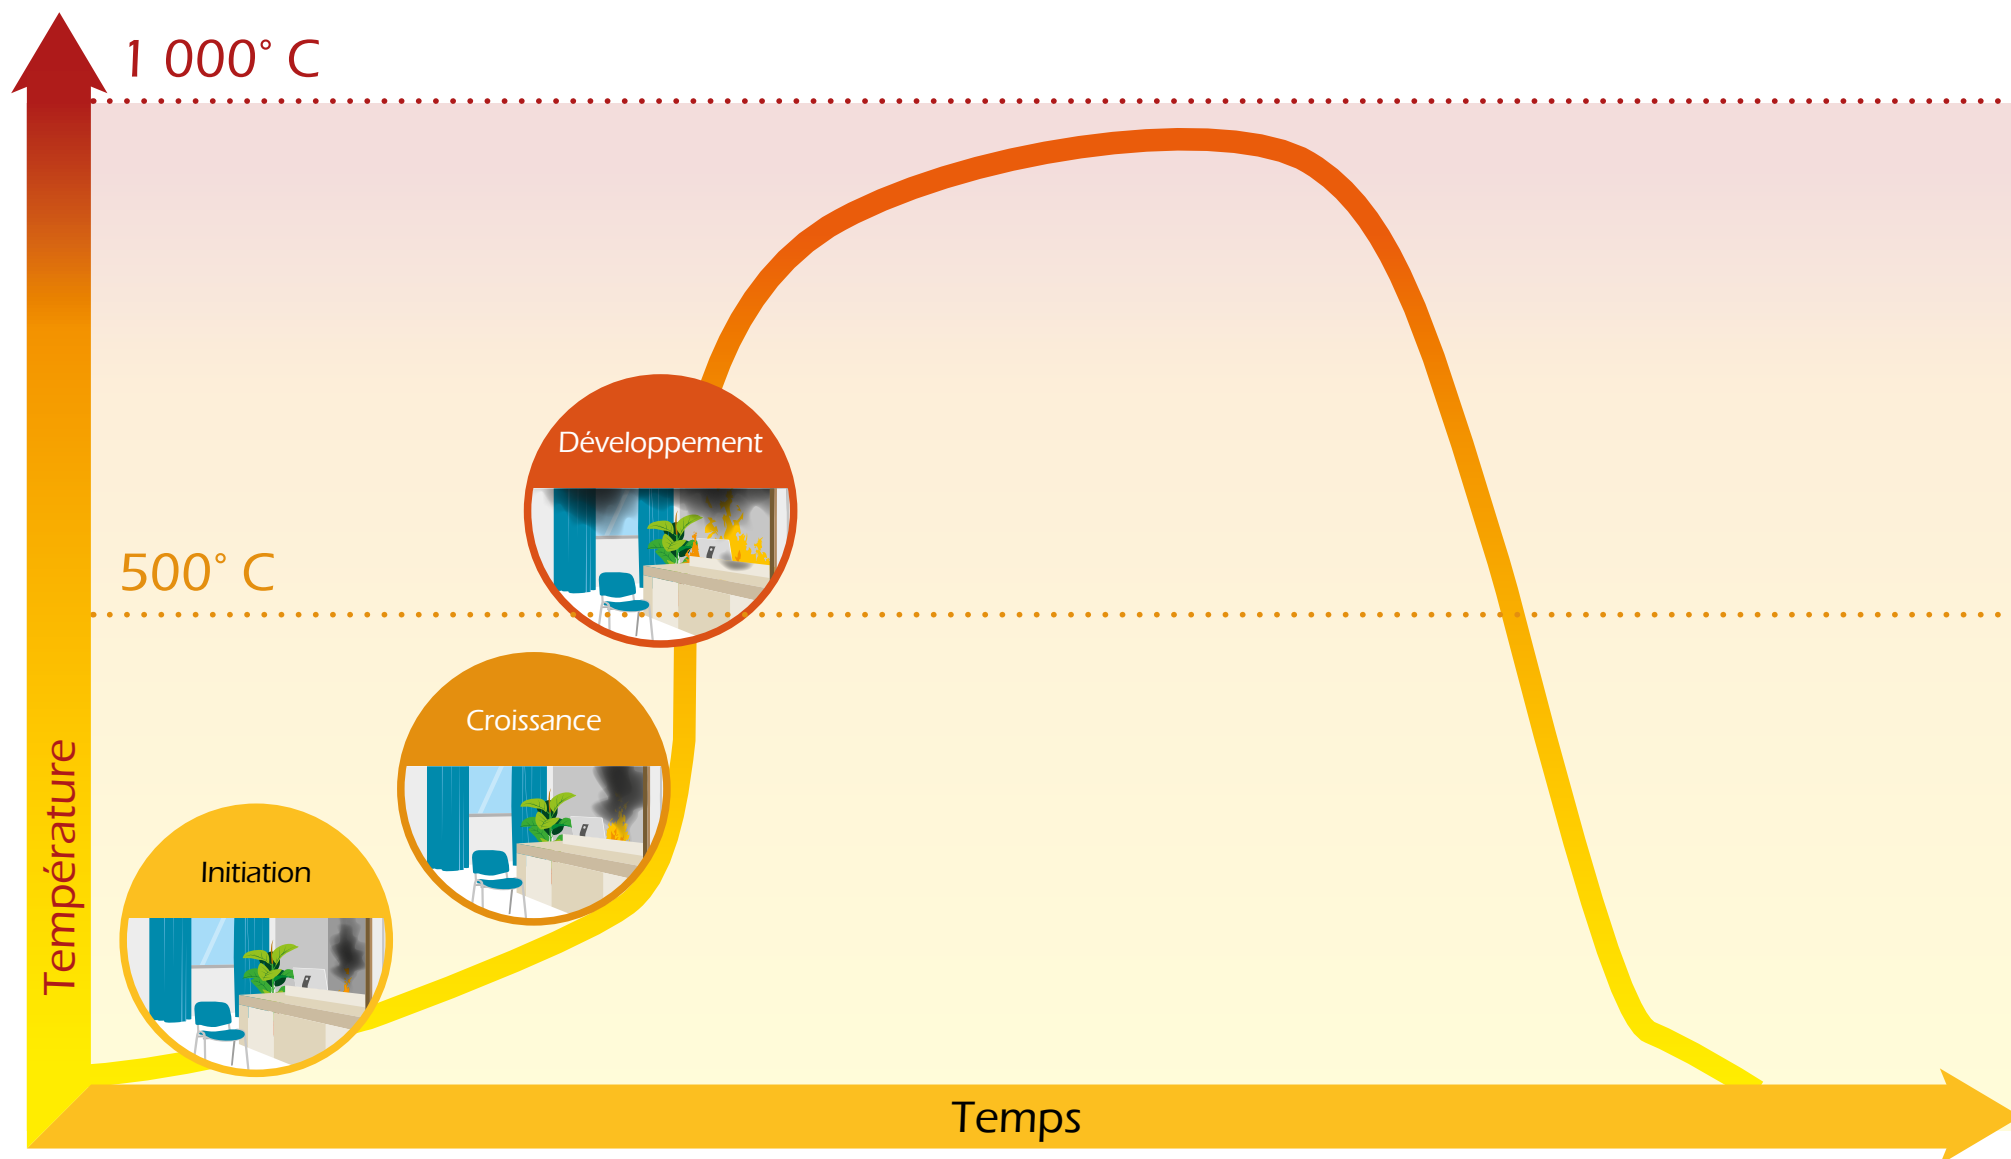 1 000° C
Développement
500° C
Croissance
Température
Initiation
Temps